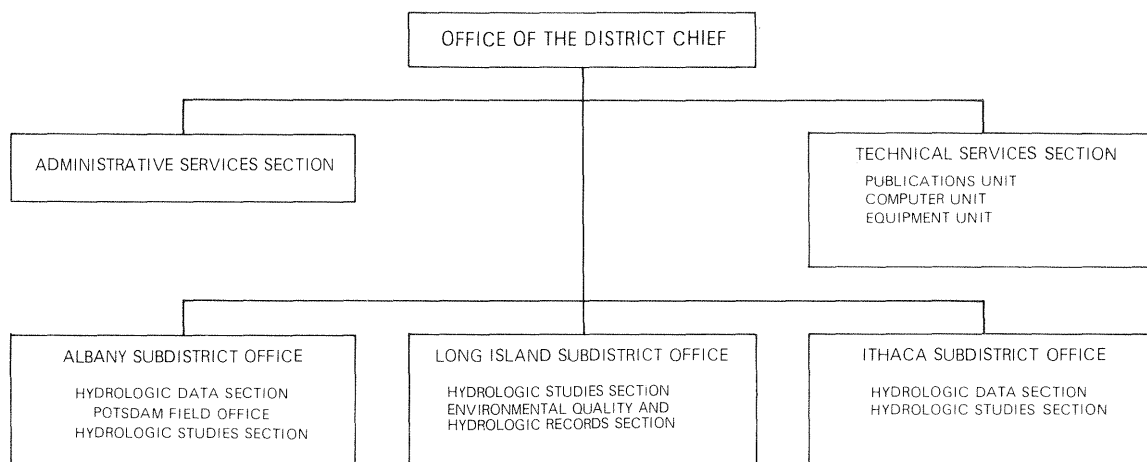 OFFICE OF THE DISTRICT CHIEF
ADMINISTRATIVE SERVICES SECTION
TECHNICAL SERVICES SECTION
PUBLICATIONS UNIT
COMPUTER UNIT
EQUIPMENT UNIT
ALBANY SUBDISTRICT OFFICE
HYDROLOGIC DATA SECTION
POTSDAM FIELD OFFICE
HYDROLOGIC STUDIES SECTION
LONG ISLAND SUBDISTRICT OFFICE
HYDROLOGIC STUDIES SECTION
ENVIRONMENTAL QUALITY AND
HYDROLOGIC RECORDS SECTION
ITHACA SUBDISTRICT OFFICE
HYDROLOGIC DATA SECTION
HYDROLOGIC STUDIES SECTION